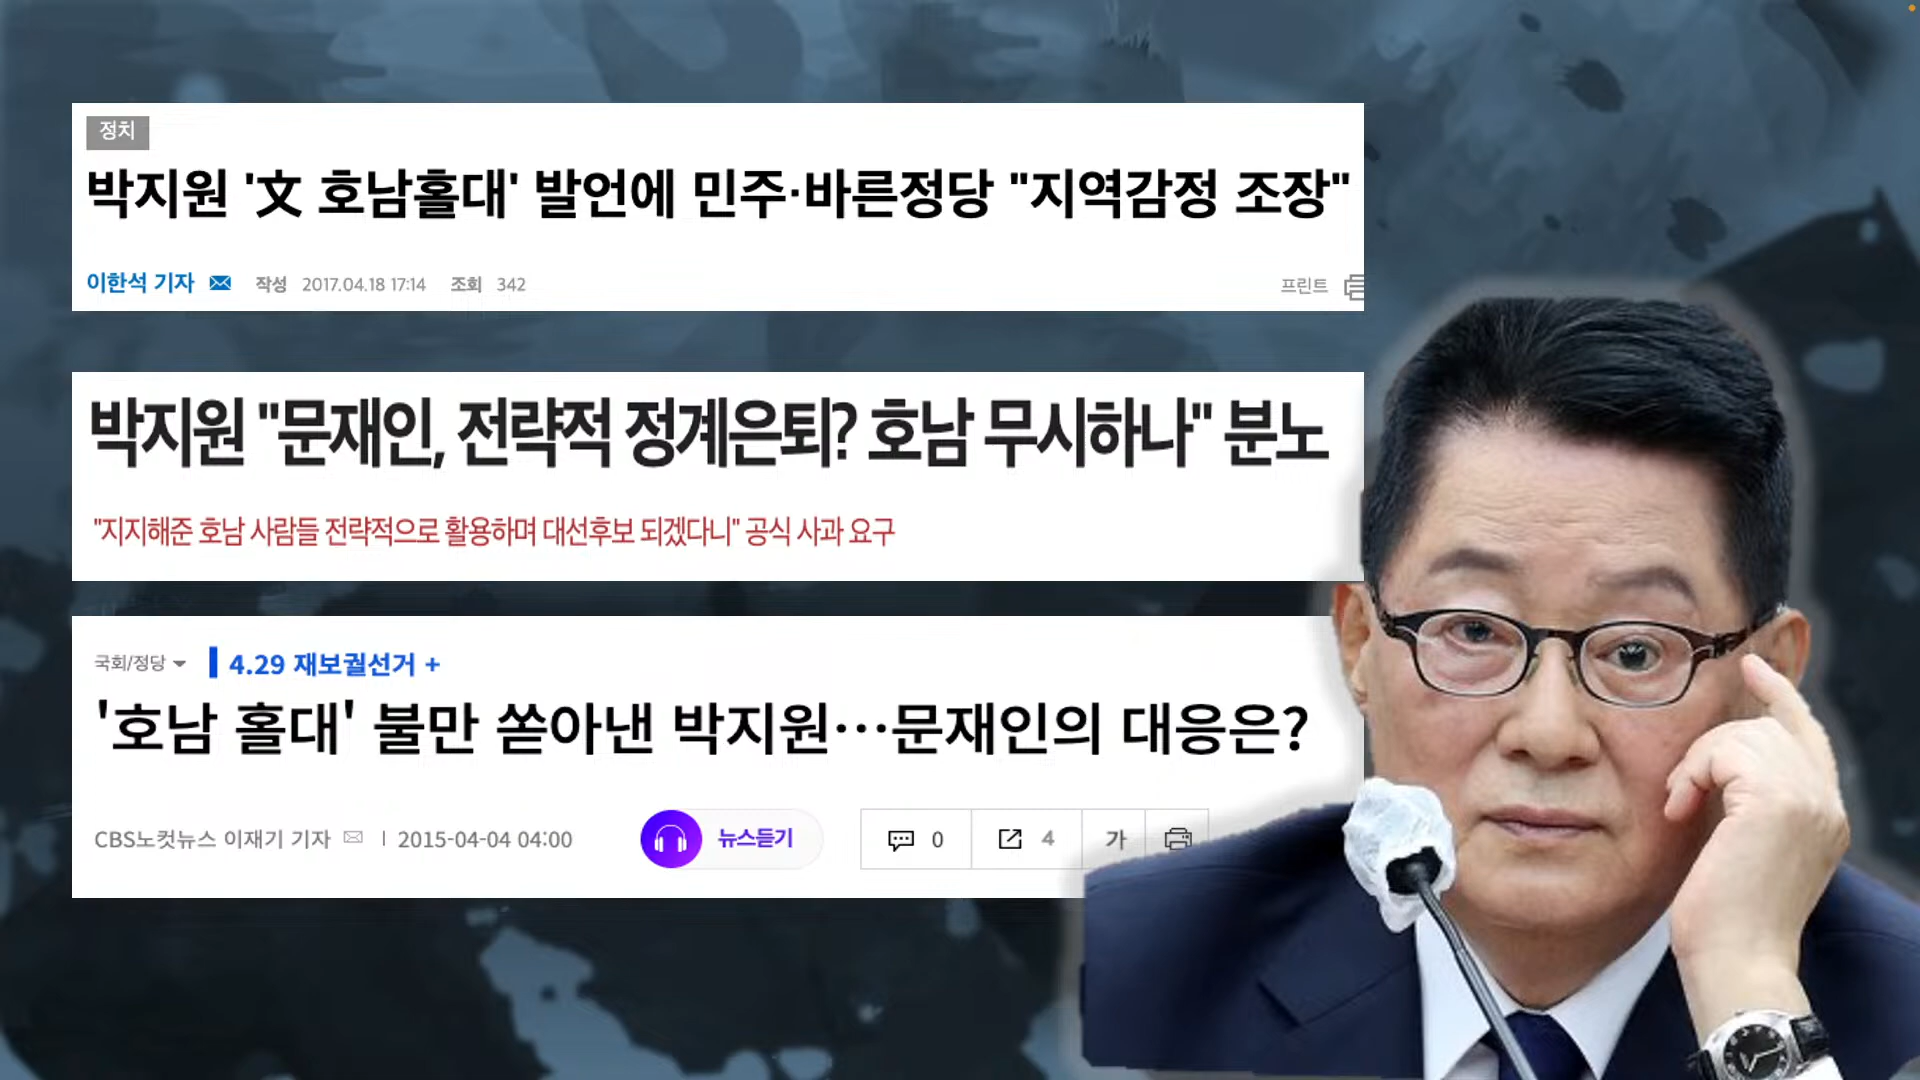 정치
박지원 '文 호남홀대' 발언에 민주·바른정당 "지역감정 조장"
이한석 기자 작성 2017.04.18 17:14 조회 342 프린트
박지원 "문재인, 전략적 정계은퇴? 호남 무시하나" 분노
"지지해준 호남 사람들 전략적으로 활용하며 대선후보 되겠다니" 공식 사과 요구
국회/정당 4.29 재보궐선거 +
'호남 홀대' 불만 쏟아낸 박지원…문재인의 대응은?
CBS노컷뉴스 이재기 기자 2015-04-04 04:00 뉴스듣기 0 4 가